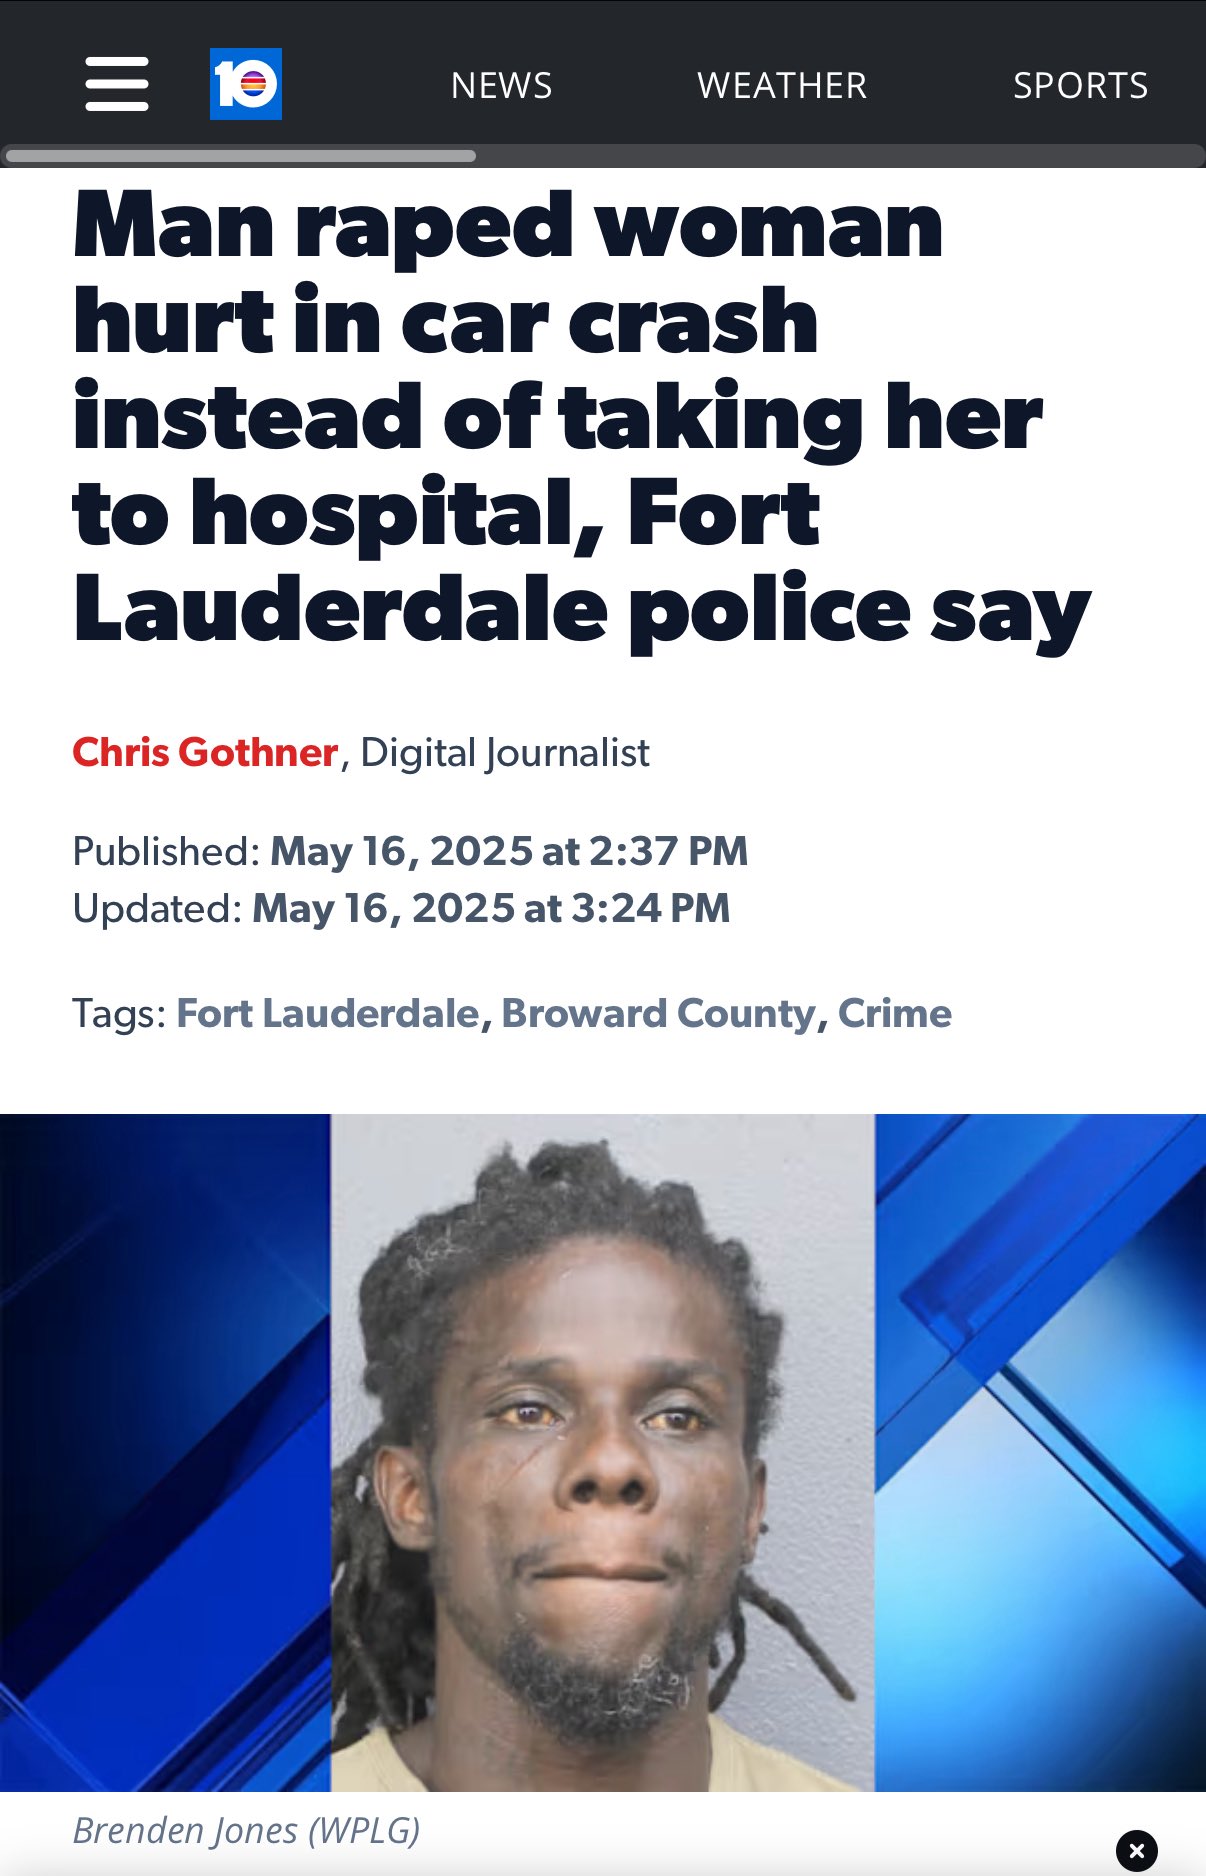 10
NEWS
WEATHER
SPORTS
Man raped woman
hurt in car crash
instead of taking her
to hospital, Fort
Lauderdale police say
Chris Gothner, Digital Journalist
Published: May 16, 2025 at 2:37 PM
Updated: May 16, 2025 at 3:24 PM
Tags: Fort Lauderdale, Broward County, Crime
Brenden Jones (WPLG)